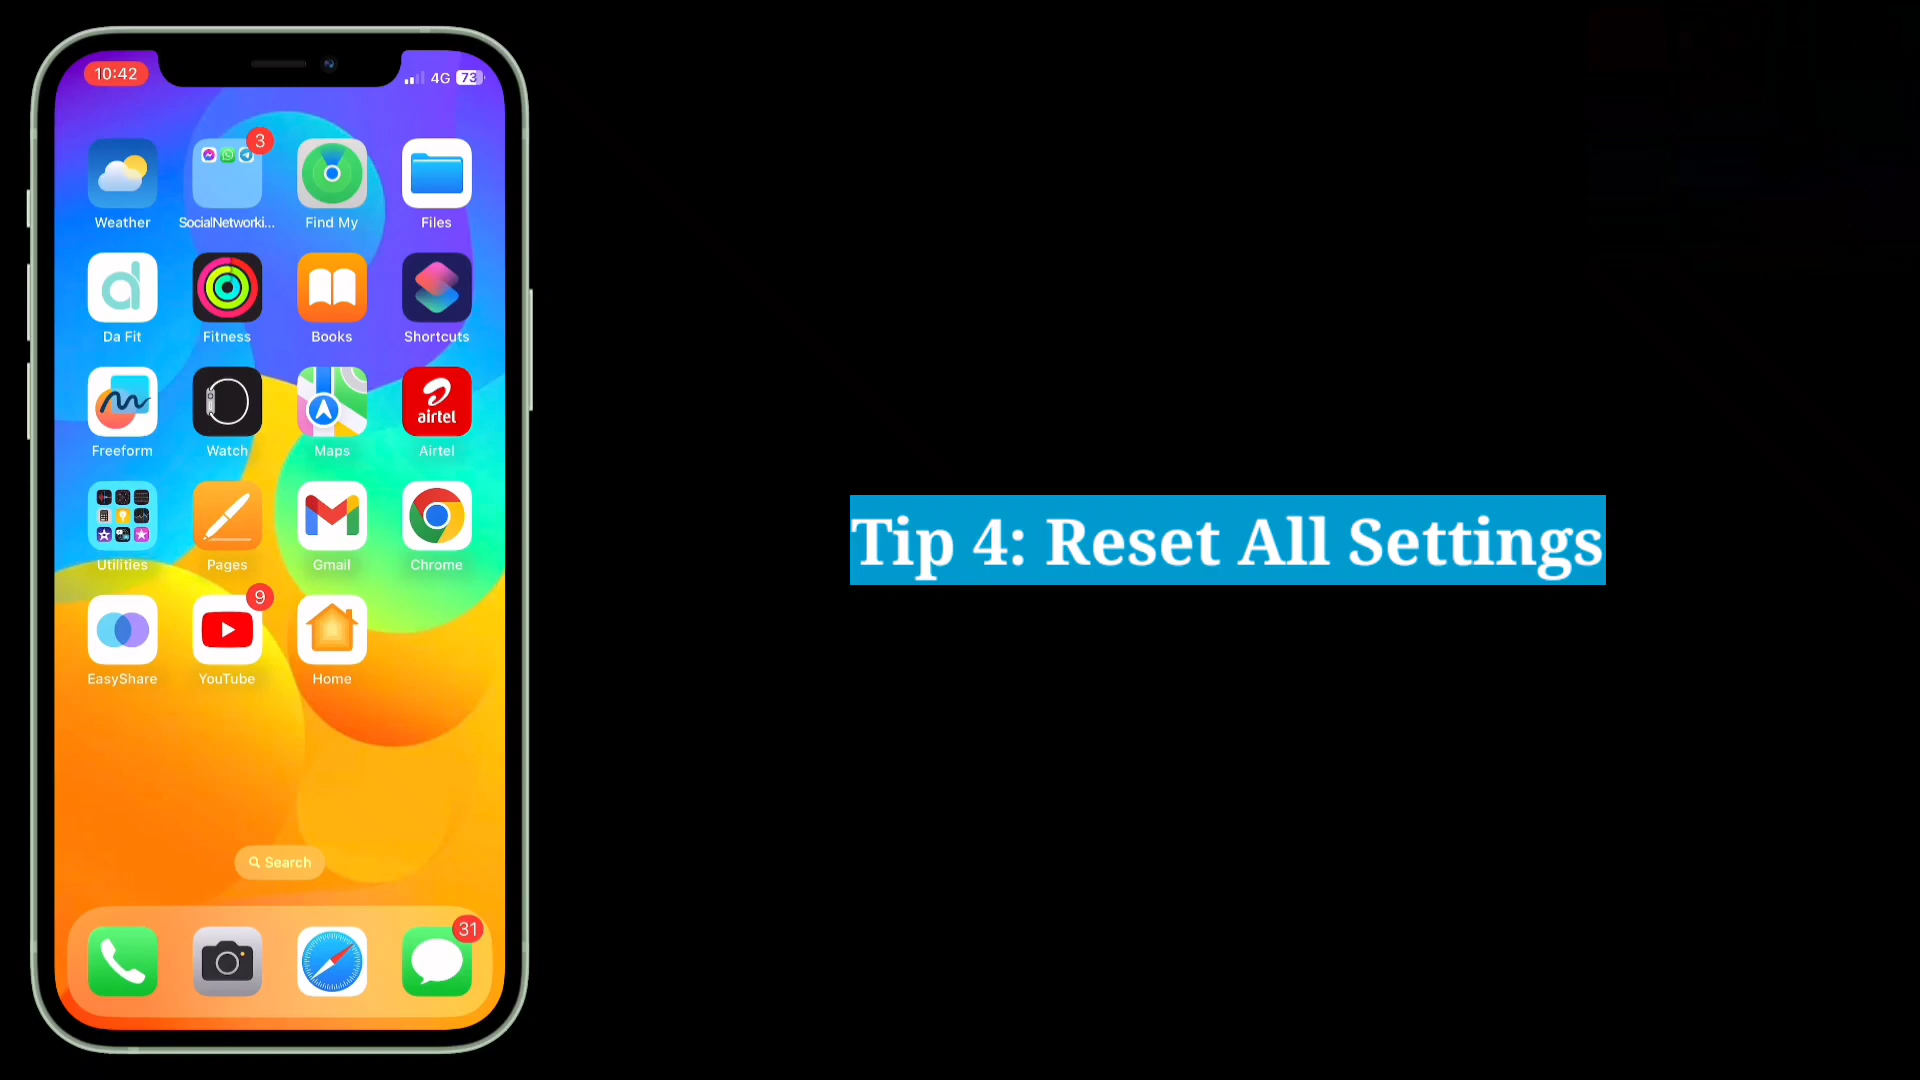 10:42
4G 73
3
Weather SocialNetworki... Find My Files
Da Fit Fitness Books Shortcuts
airtel
Freeform Watch Maps Airtel
Utilities Pages Gmail Chrome
9
EasyShare YouTube Home
Search
31
Tip 4: Reset All Settings